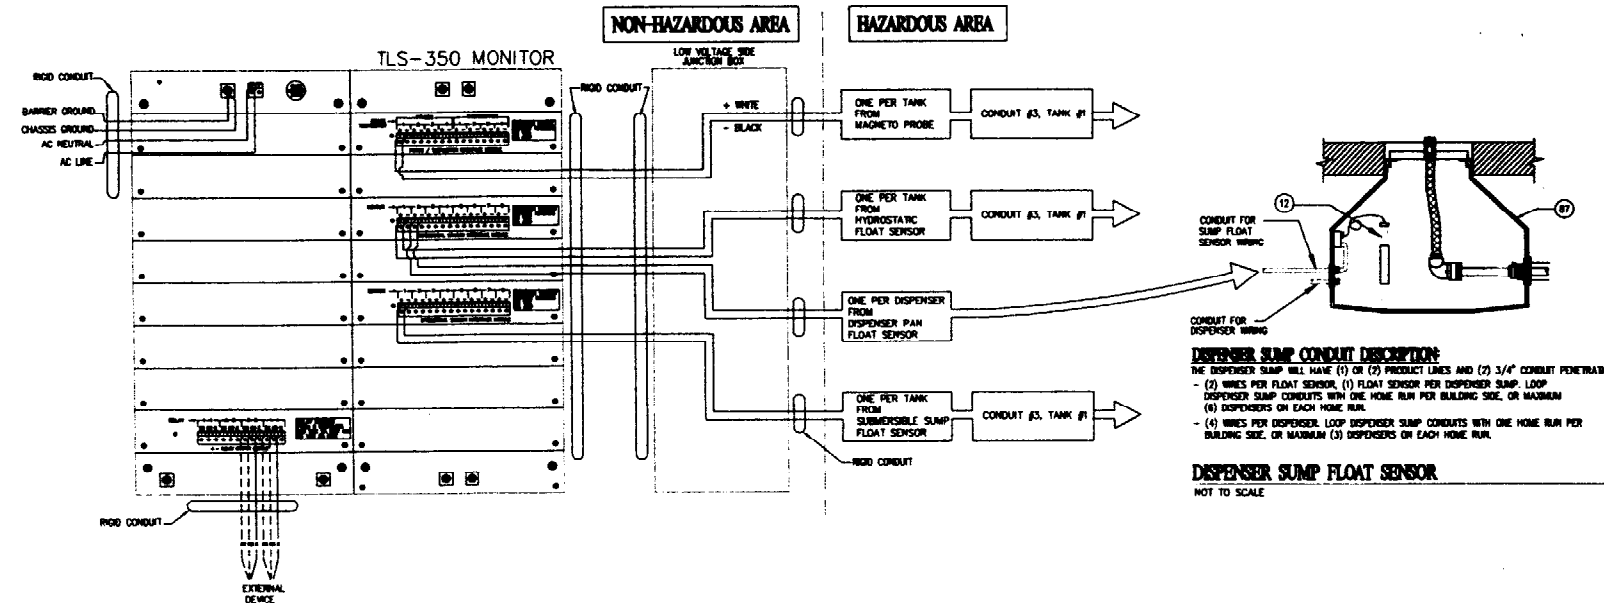 NON-HAZARDOUS AREA
HAZARDOUS AREA
TLS-350 MONITOR
LOW VOLTAGE SIDE
JUNCTION BOX
RIGID CONDUIT
BARRIER GROUND
CHASSIS GROUND
AC NEUTRAL
AC LINE
RIGID CONDUIT
+ WHITE
- BLACK
ONE PER TANK
FROM
MAGNETO PROBE
CONDUIT #3, TANK #1
ONE PER TANK
FROM
HYDROSTATIC
FLOAT SENSOR
CONDUIT #3, TANK #1
ONE PER DISPENSER
FROM
DISPENSER PAN
FLOAT SENSOR
ONE PER TANK
FROM
SUBMERSIBLE SUMP
FLOAT SENSOR
CONDUIT #3, TANK #1
RIGID CONDUIT
RIGID CONDUIT
EXTERNAL
DEVICE
12
87
CONDUIT FOR
SUMP FLOAT
SENSOR WIRING
CONDUIT FOR
DISPENSER WIRING
DISPENSER SUMP CONDUIT DESCRIPTION:
THE DISPENSER SUMP WILL HAVE (1) OR (2) PRODUCT LINES AND (2) 3/4" CONDUIT PENETRATI
- (2) WIRES PER FLOAT SENSOR, (1) FLOAT SENSOR PER DISPENSER SUMP. LOOP
DISPENSER SUMP CONDUITS WITH ONE HOME RUN PER BUILDING SIDE, OR MAXIMUM
(6) DISPENSERS ON EACH HOME RUN.
- (4) WIRES PER DISPENSER. LOOP DISPENSER SUMP CONDUITS WITH ONE HOME RUN PER
BUILDING SIDE, OR MAXIMUM (3) DISPENSERS ON EACH HOME RUN.
DISPENSER SUMP FLOAT SENSOR
NOT TO SCALE